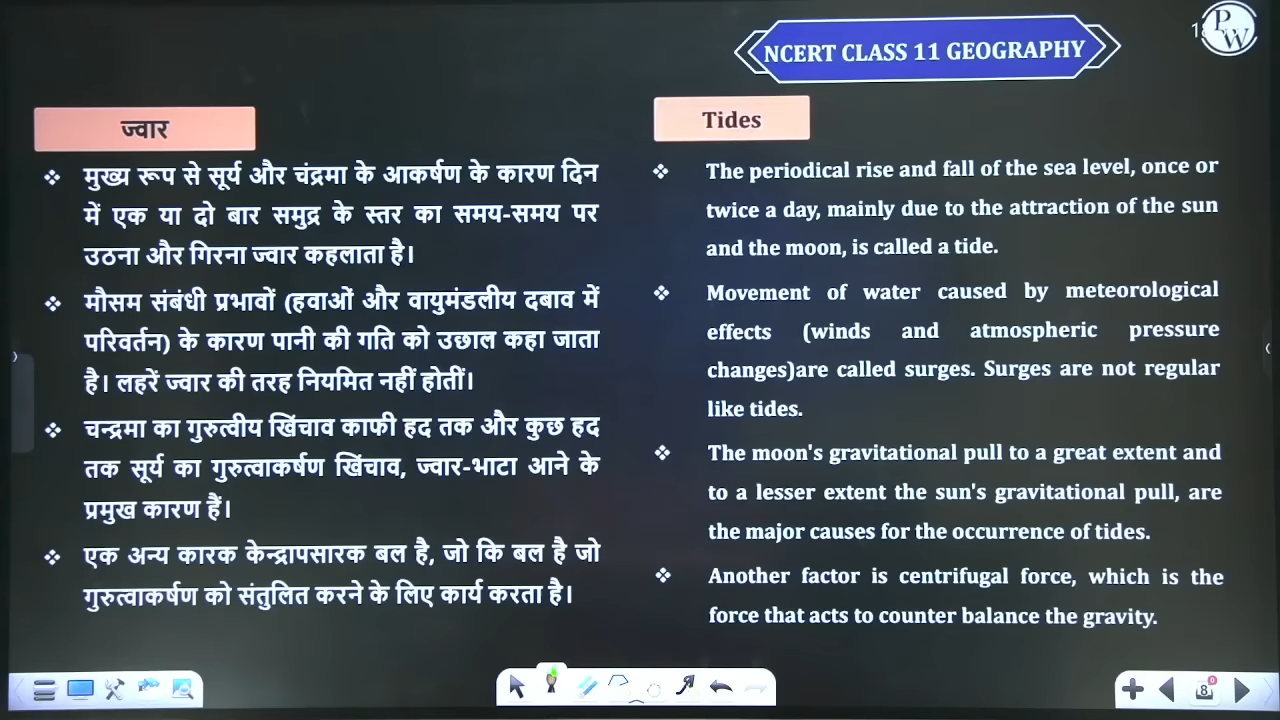 NCERT CLASS 11 GEOGRAPHY
PW
ज्वार
मुख्य रूप से सूर्य और चंद्रमा के आकर्षण के कारण दिन
में एक या दो बार समुद्र के स्तर का समय-समय पर
उठना और गिरना ज्वार कहलाता है।
मौसम संबंधी प्रभावों (हवाओं और वायुमंडलीय दबाव में
परिवर्तन) के कारण पानी की गति को उछाल कहा जाता
है। लहरें ज्वार की तरह नियमित नहीं होतीं।
चन्द्रमा का गुरुत्वीय खिंचाव काफी हद तक और कुछ हद
तक सूर्य का गुरुत्वाकर्षण खिंचाव, ज्वार-भाटा आने के
प्रमुख कारण हैं।
एक अन्य कारक केन्द्रापसारक बल है, जो कि बल है जो
गुरुत्वाकर्षण को संतुलित करने के लिए कार्य करता है।
Tides
The periodical rise and fall of the sea level, once or
twice a day, mainly due to the attraction of the sun
and the moon, is called a tide.
Movement of water caused by meteorological
effects (winds and atmospheric pressure
changes)are called surges. Surges are not regular
like tides.
The moon's gravitational pull to a great extent and
to a lesser extent the sun's gravitational pull, are
the major causes for the occurrence of tides.
Another factor is centrifugal force, which is the
force that acts to counter balance the gravity.
8